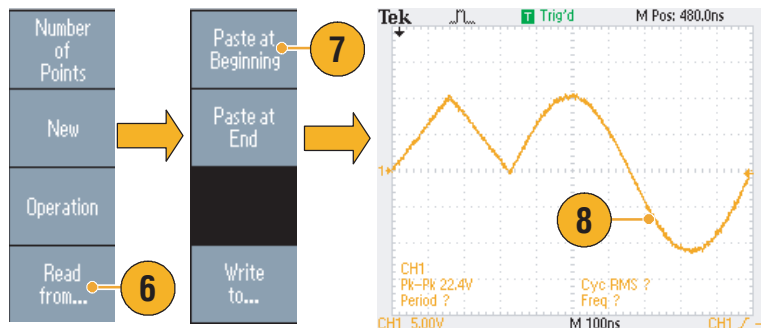 Number
of
Points
New
Operation
Read
from...
6
Paste at
Beginning
7
Paste at
End
Write
to...
Tek T Trig'd M Pos: 480.0ns
1
8
CH1
Pk-Pk 22.4V
Period ?
Cyc RMS ?
Freq ?
CH1 5.00V M 100ns CH1